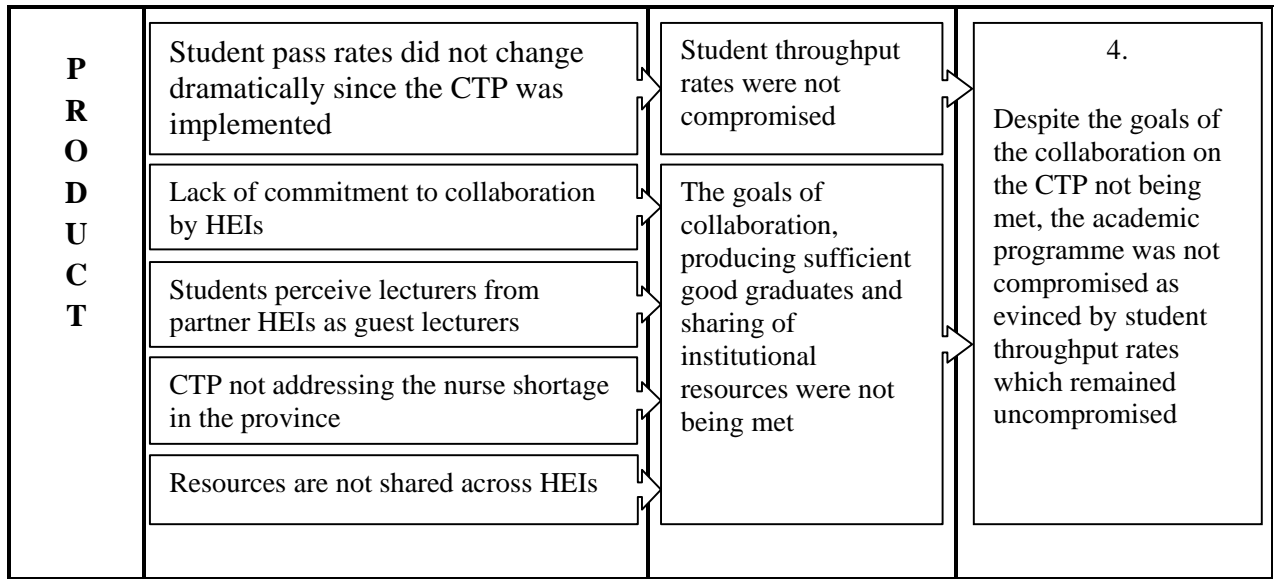 P
R
O
D
U
C
T
Student pass rates did not change
dramatically since the CTP was
implemented
Lack of commitment to collaboration
by HEIs
Students perceive lecturers from
partner HEIs as guest lecturers
CTP not addressing the nurse shortage
in the province
Resources are not shared across HEIs
Student throughput
rates were not
compromised
The goals of
collaboration,
producing sufficient
good graduates and
sharing of
institutional
resources were not
being met
4.
Despite the goals of
the collaboration on
the CTP not being
met, the academic
programme was not
compromised as
evinced by student
throughput rates
which remained
uncompromised